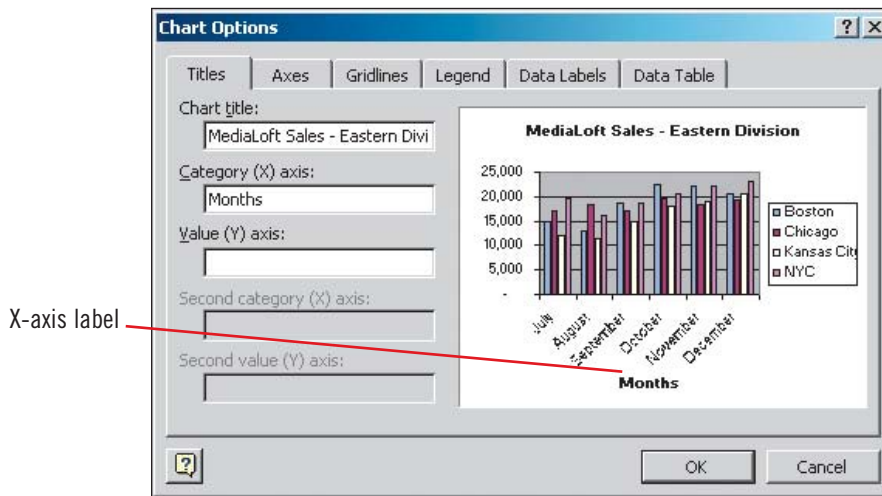 Chart Options
Titles Axes Gridlines Legend Data Labels Data Table
Chart title:
MediaLoft Sales - Eastern Divi
Category (X) axis:
Months
Value (Y) axis:
Second category (X) axis:
Second value (Y) axis:
MediaLoft Sales - Eastern Division
25,000
20,000
15,000
10,000
5,000
-
July August September October November December
Months
Boston
Chicago
Kansas City
NYC
X-axis label
OK Cancel